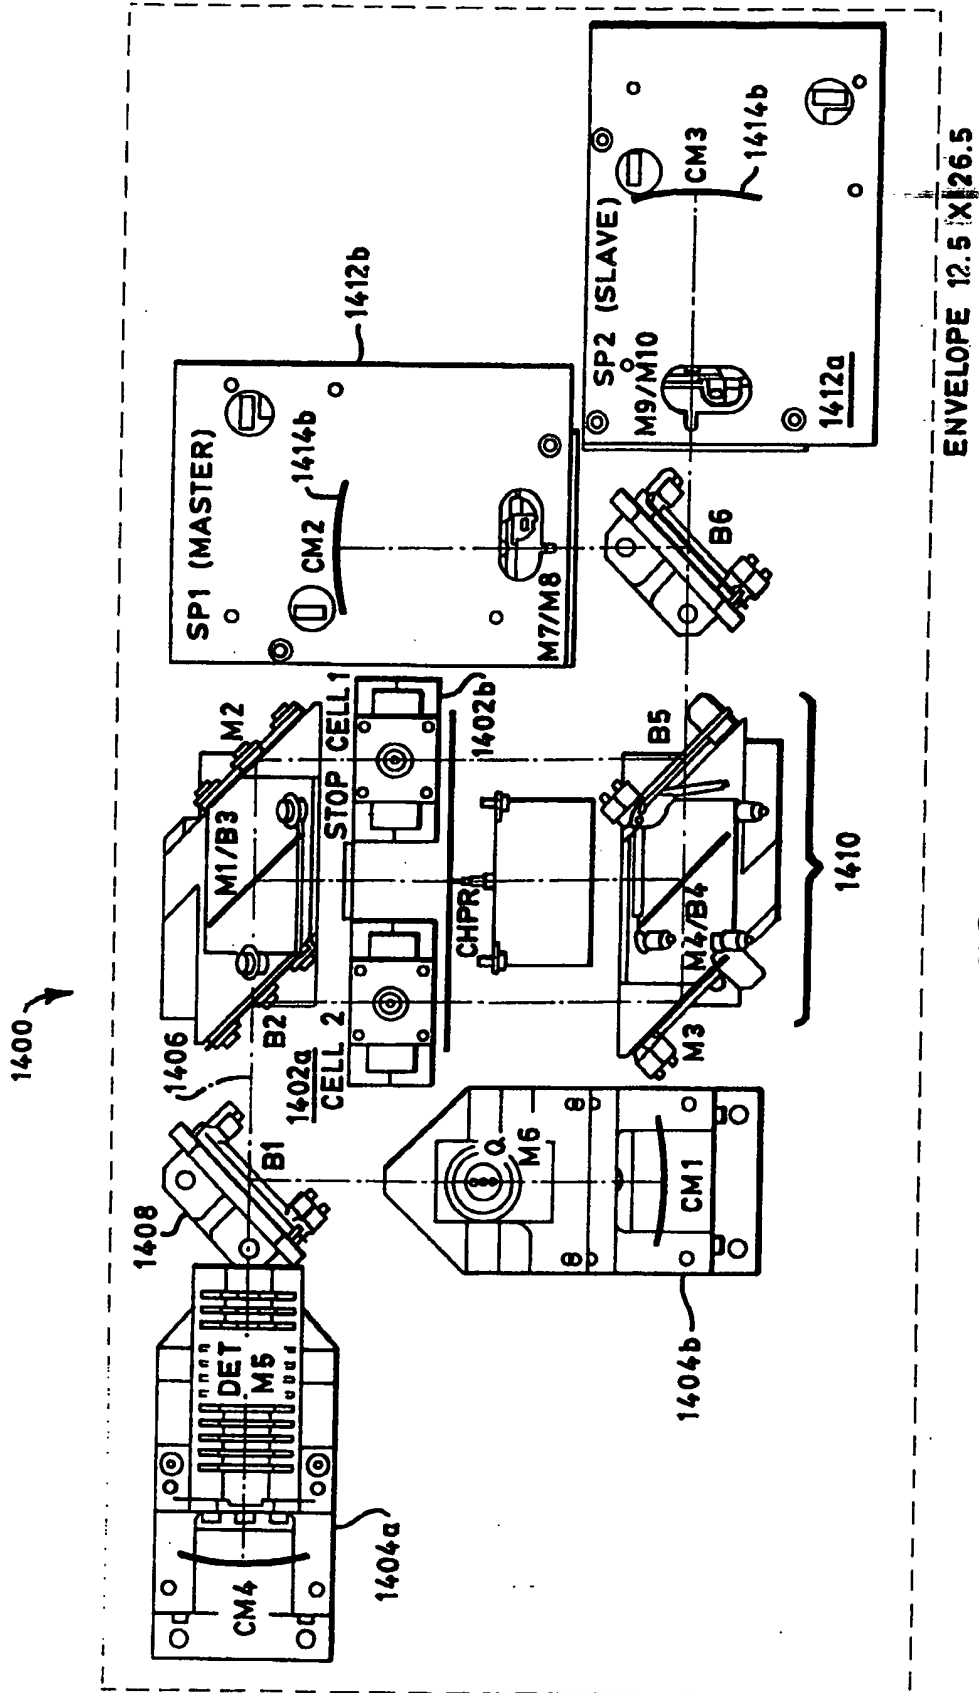 1400
1406
1408
B1
B2
M1/B3
M2
1402a
CELL 2
STOP
CELL1
1402b
CHPR
SP1 (MASTER)
CM2
1414b
1412b
M7/M8
SP2 (SLAVE)
M9/M10
CM3
1414b
1412a
B6
B5
M4/B4
M3
1410
DET
M5
CM4
1404a
Q
M6
CM1
1404b
ENVELOPE 12.5 X 26.5